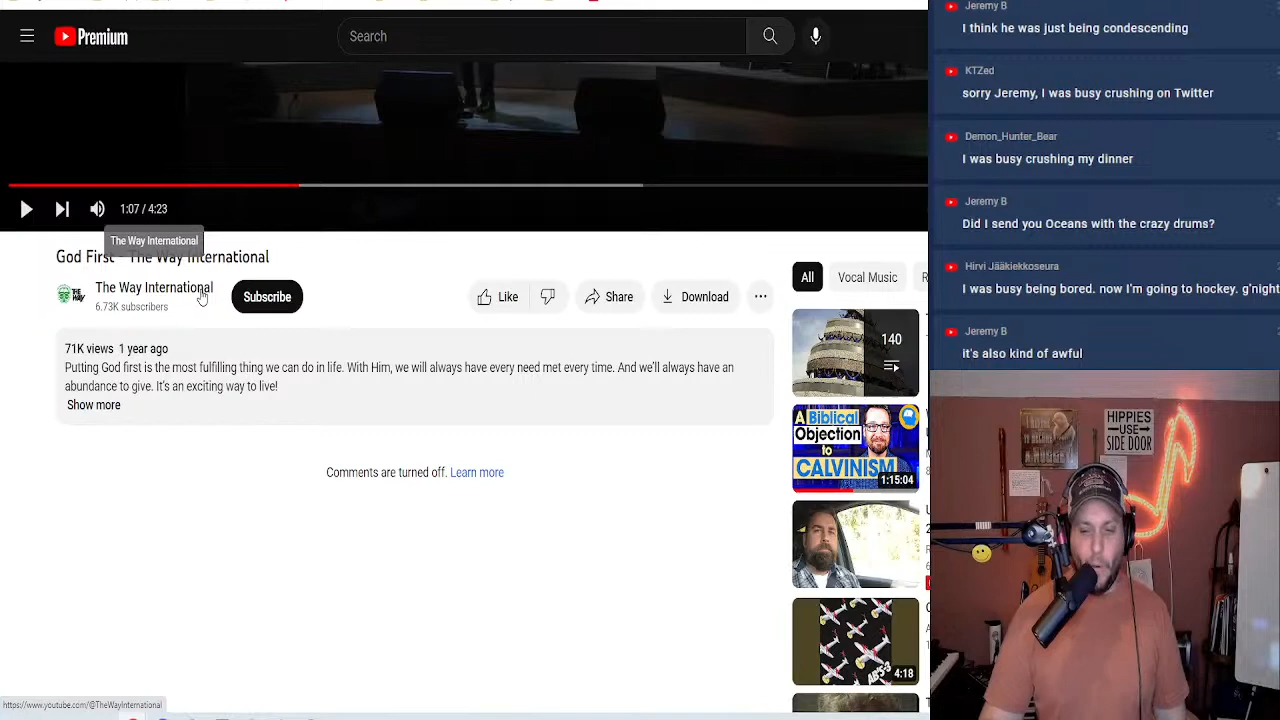 Premium
Search
1:07 / 4:23
The Way International
God First - The Way International
The Way International
6.73K subscribers
Subscribe
Like
Share
Download
71K views 1 year ago
Putting God first is the most fulfilling thing we can do in life. With Him, we will always have every need met every time. And we'll always have an
abundance to give. It's an exciting way to live!
Show more
Comments are turned off. Learn more
All
Vocal Music
140
A Biblical
Objection
to
CALVINISM
1:15:04
4:18
https://www.youtube.com/@TheWayInternational
Jeremy B
I think he was just being condescending
KTZed
sorry Jeremy, I was busy crushing on Twitter
Demon_Hunter_Bear
I was busy crushing my dinner
Jeremy B
Did I send you Oceans with the crazy drums?
Hirvi Jääkiekkoseura
I was busy being bored. now I'm going to hockey. g'night
Jeremy B
it's also kind of awful
HIPPIES
USE
SIDE DOOR